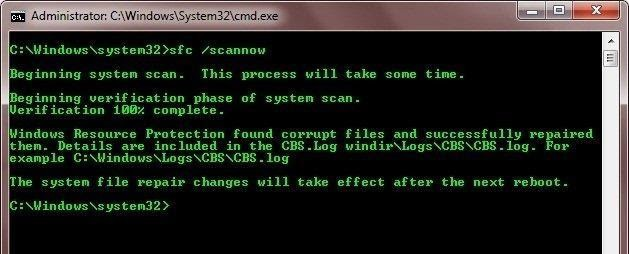 Administrator: C:\Windows\System32\cmd.exe
C:\Windows\system32>sfc /scannow
Beginning system scan.  This process will take some time.
Beginning verification phase of system scan.
Verification 100% complete.
Windows Resource Protection found corrupt files and successfully repaired
them. Details are included in the CBS.Log windir\Logs\CBS\CBS.log. For
example C:\Windows\Logs\CBS\CBS.log
The system file repair changes will take effect after the next reboot.
C:\Windows\system32>